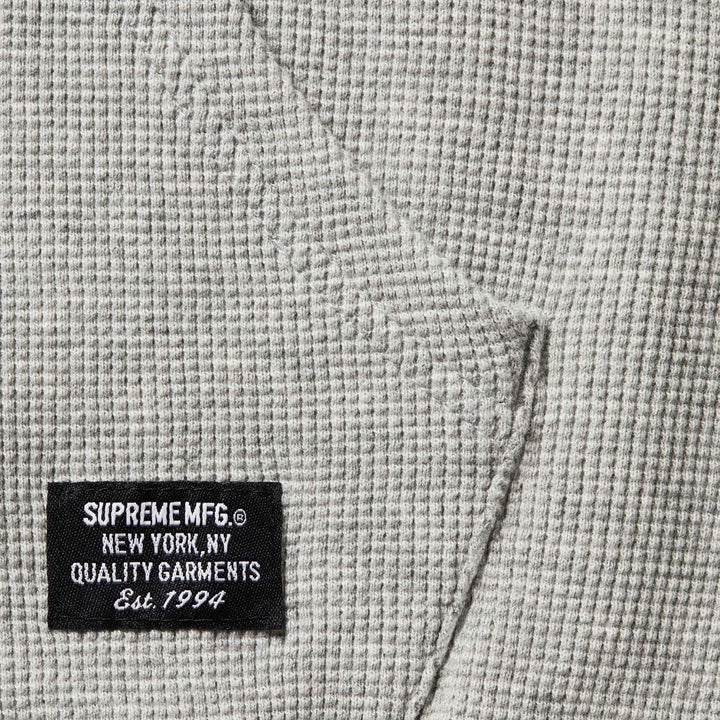 SUPREME MFG.®
NEW YORK, NY
QUALITY GARMENTS
Est. 1994